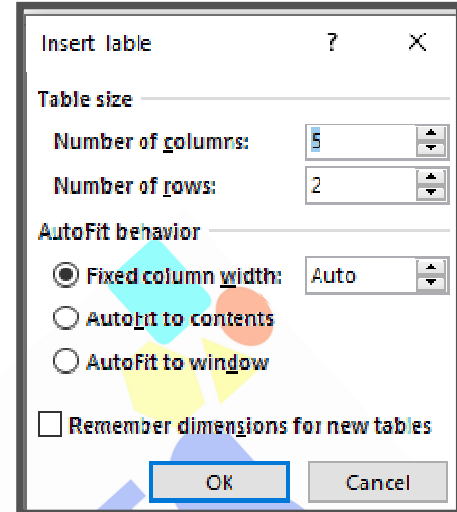 Insert Table ? ×
Table size
Number of columns: 5
Number of rows: 2
AutoFit behavior
Fixed column width: Auto
AutoFit to contents
AutoFit to window
Remember dimensions for new tables
OK Cancel